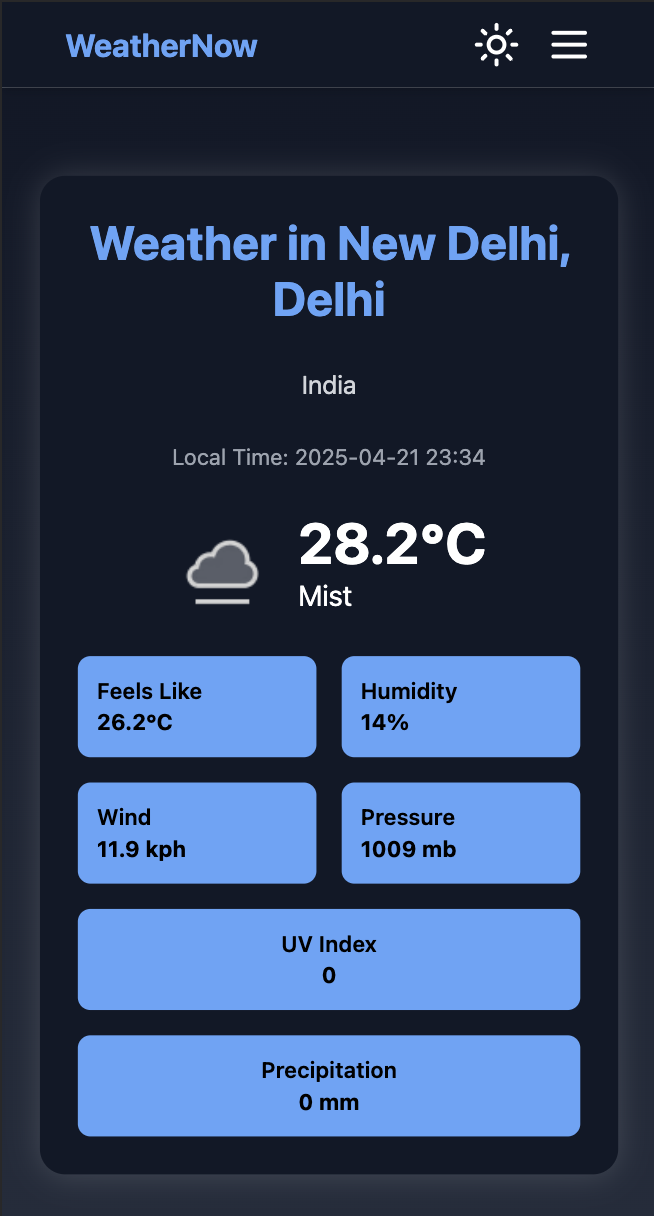 WeatherNow
Weather in New Delhi,
Delhi
India
Local Time: 2025-04-21 23:34
28.2°C
Mist
Feels Like
26.2°C
Humidity
14%
Wind
11.9 kph
Pressure
1009 mb
UV Index
0
Precipitation
0 mm